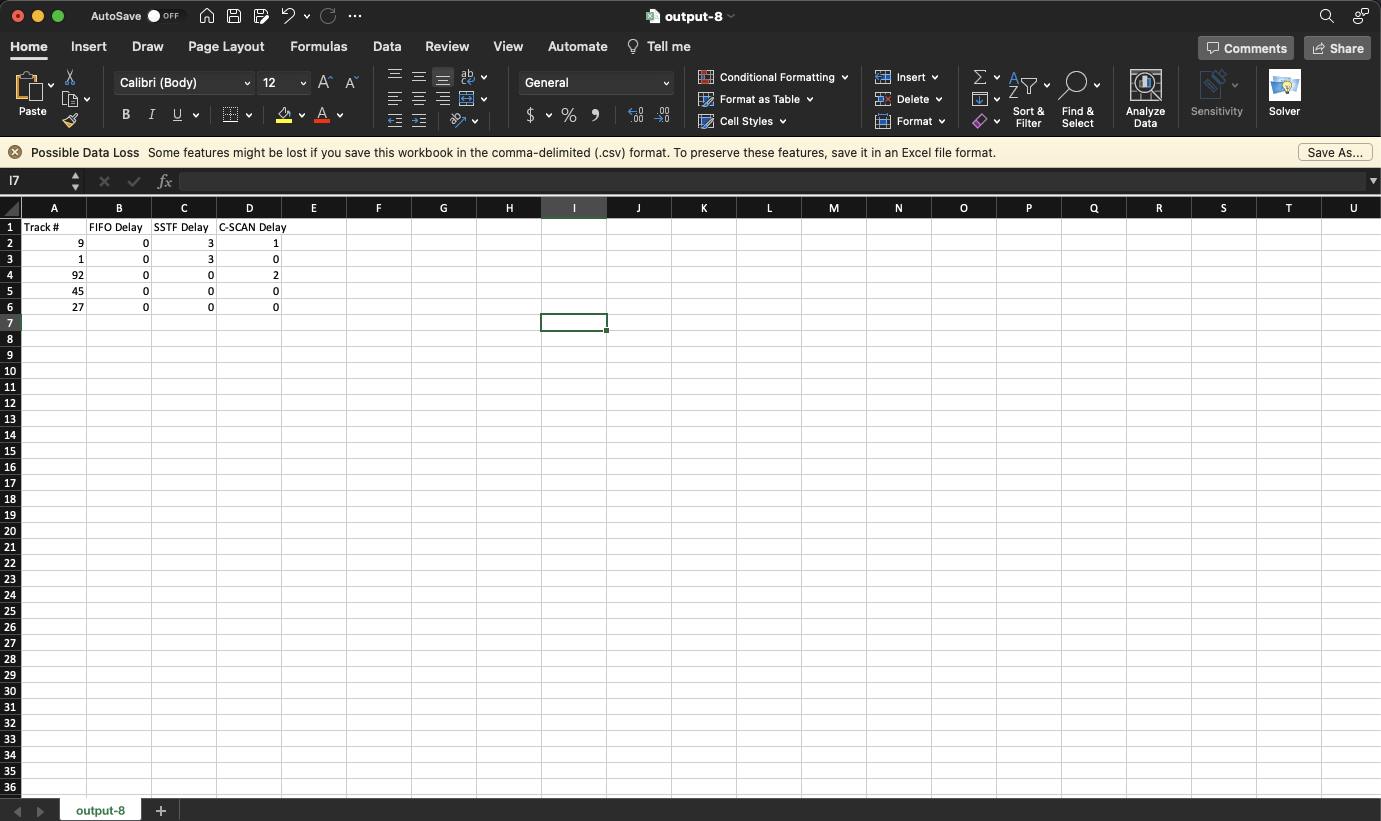 AutoSave OFF output-8
Home Insert Draw Page Layout Formulas Data Review View Automate Tell me Comments Share
Paste Calibri (Body) 12 General Conditional Formatting Insert
Format as Table Delete
B I U $ % Cell Styles Format
Sort & Filter Find & Select Analyze Data Sensitivity Solver
Possible Data Loss Some features might be lost if you save this workbook in the comma-delimited (.csv) format. To preserve these features, save it in an Excel file format. Save As...
I7 fx
A B C D E F G H I J K L M N O P Q R S T U
1 Track # FIFO Delay SSTF Delay C-SCAN Delay
2 9 0 3 1
3 1 0 3 0
4 92 0 0 2
5 45 0 0 0
6 27 0 0 0
7
8
9
10
11
12
13
14
15
16
17
18
19
20
21
22
23
24
25
26
27
28
29
30
31
32
33
34
35
36
output-8 +